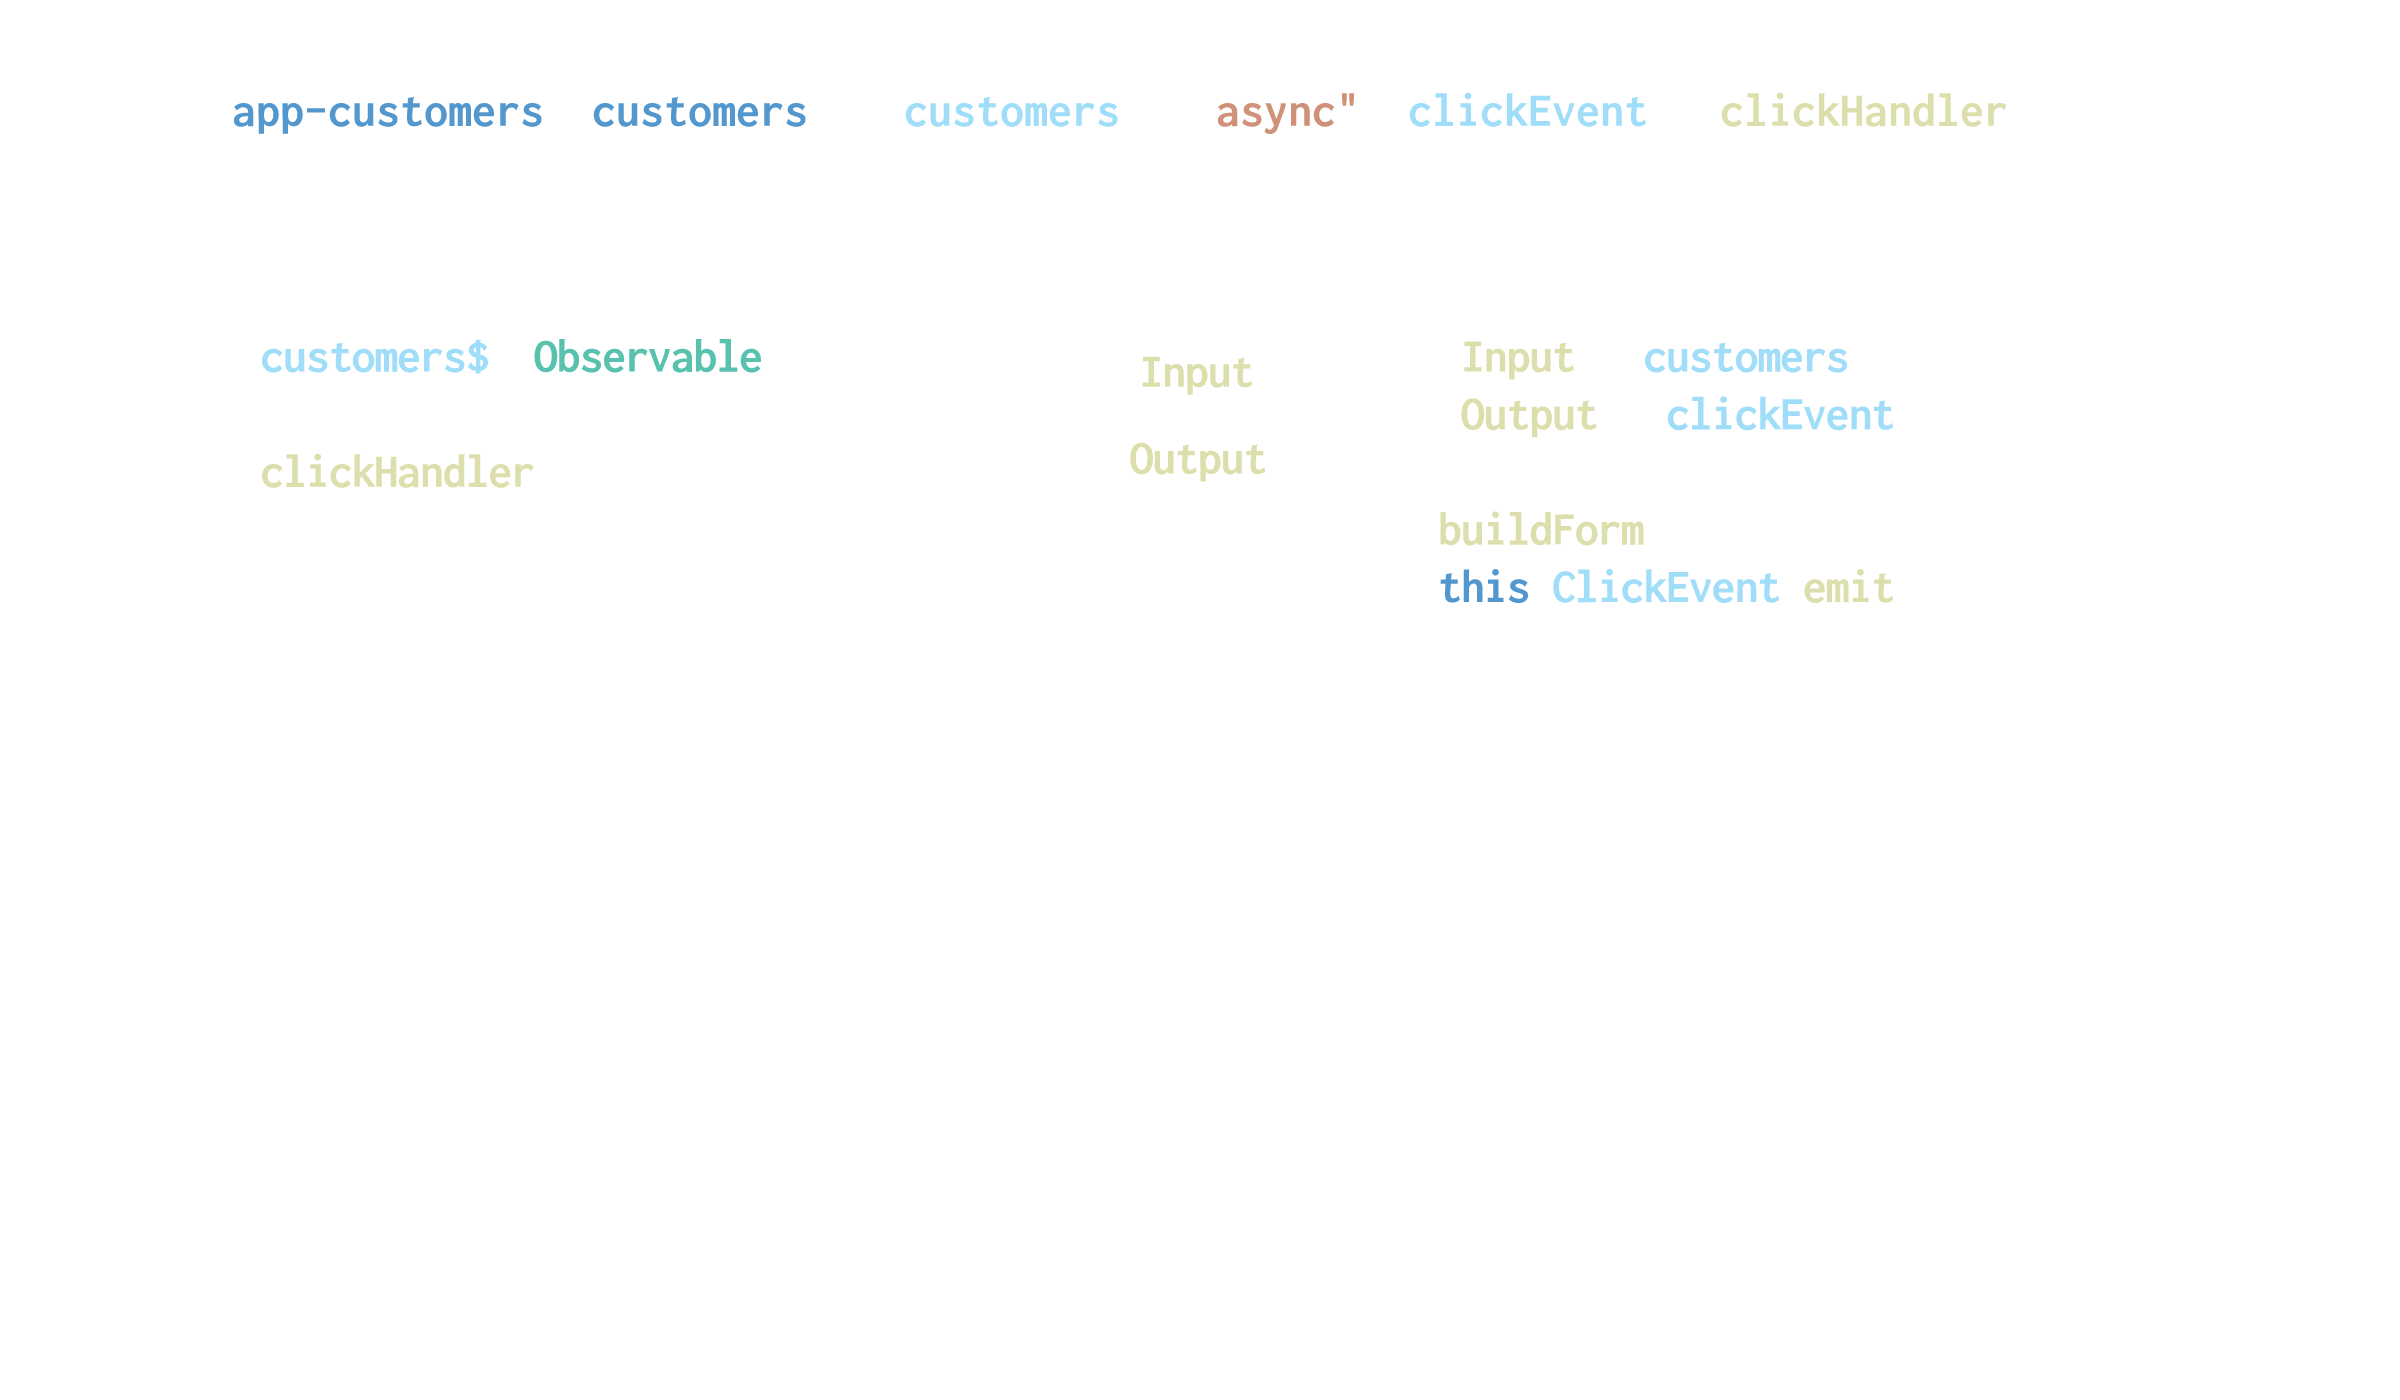 app-customers customers customers async" clickEvent clickHandler
customers$ Observable
clickHandler
Input
Output
Input customers
Output clickEvent
buildForm
this ClickEvent emit